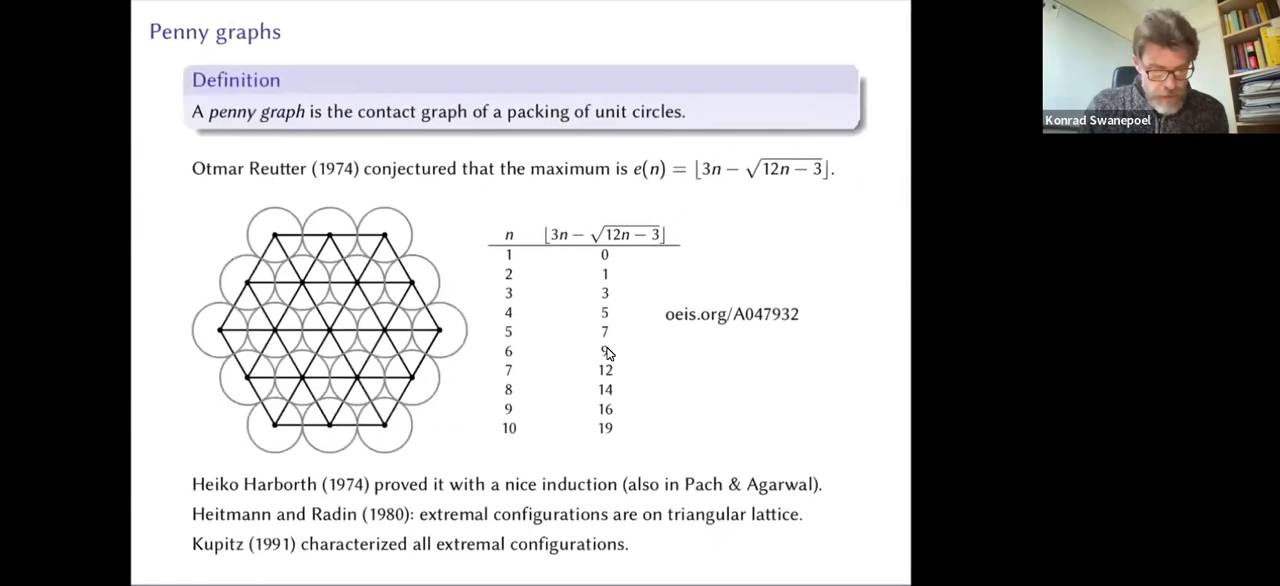 Penny graphs
Definition
A penny graph is the contact graph of a packing of unit circles.
Otmar Reutter (1974) conjectured that the maximum is e(n) = ⌊3n − √12n − 3⌋.
n ⌊3n − √12n − 3⌋
1 0
2 1
3 3
4 5
5 7
6 9
7 12
8 14
9 16
10 19
oeis.org/A047932
Heiko Harborth (1974) proved it with a nice induction (also in Pach & Agarwal).
Heitmann and Radin (1980): extremal configurations are on triangular lattice.
Kupitz (1991) characterized all extremal configurations.
Konrad Swanepoel